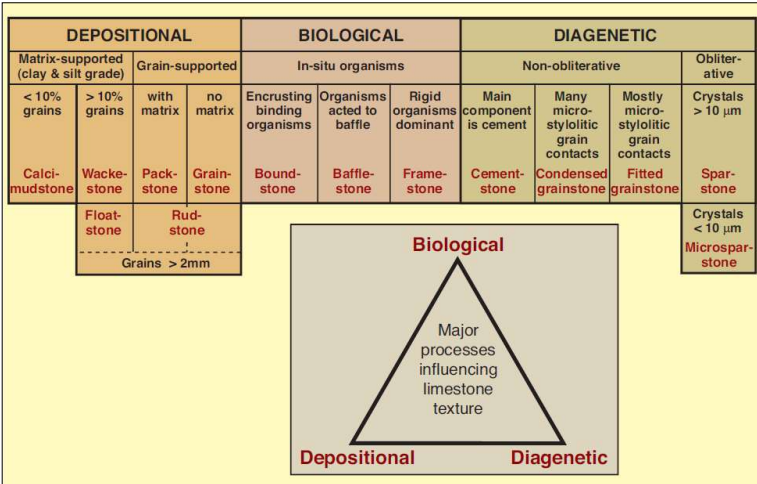 DEPOSITIONAL
BIOLOGICAL
DIAGENETIC
Matrix-supported
(clay & silt grade)
Grain-supported
In-situ organisms
Non-obliterative
Obliter-
ative
< 10%
grains
Calci-
mudstone
> 10%
grains
Wacke-
stone
with
matrix
Pack-
stone
no
matrix
Grain-
stone
Encrusting
binding
organisms
Bound-
stone
Organisms
acted to
baffle
Baffle-
stone
Rigid
organisms
dominant
Frame-
stone
Main
component
is cement
Cement-
stone
Many
micro-
stylolitic
grain
contacts
Condensed
grainstone
Mostly
micro-
stylolitic
grain
contacts
Fitted
grainstone
Crystals
> 10 µm
Spar-
stone
Float-
stone
Rud-
stone
Grains > 2mm
Crystals
< 10 µm
Microspar-
stone
Biological
Major
processes
influencing
limestone
texture
Depositional
Diagenetic